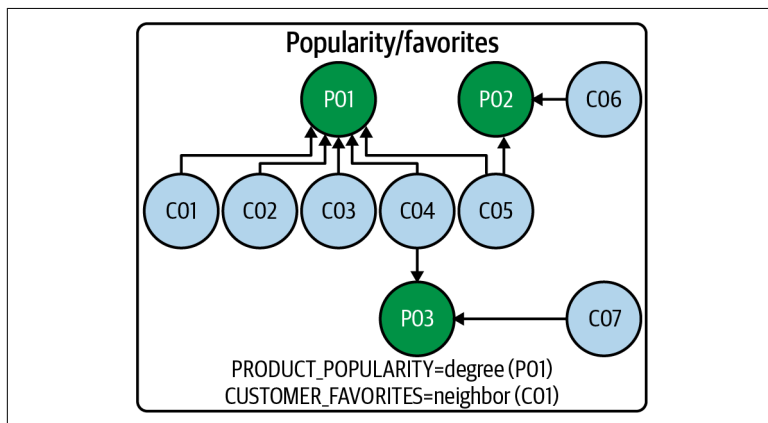 Popularity/favorites
P01 P02 C06
C01 C02 C03 C04 C05
P03 C07
PRODUCT_POPULARITY=degree (P01)
CUSTOMER_FAVORITES=neighbor (C01)